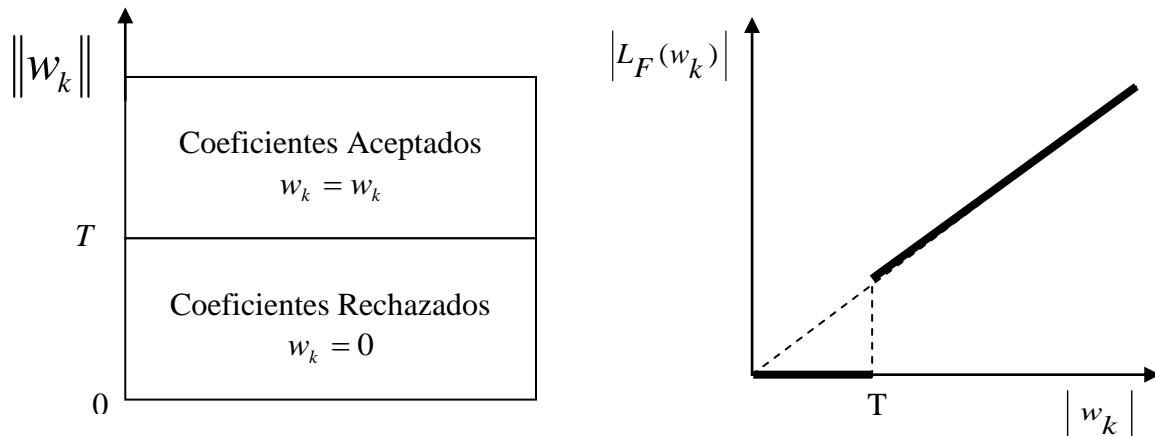 ‖w_k‖
Coeficientes Aceptados
w_k = w_k
T
Coeficientes Rechazados
w_k = 0
0
|L_F(w_k)|
T
|w_k|